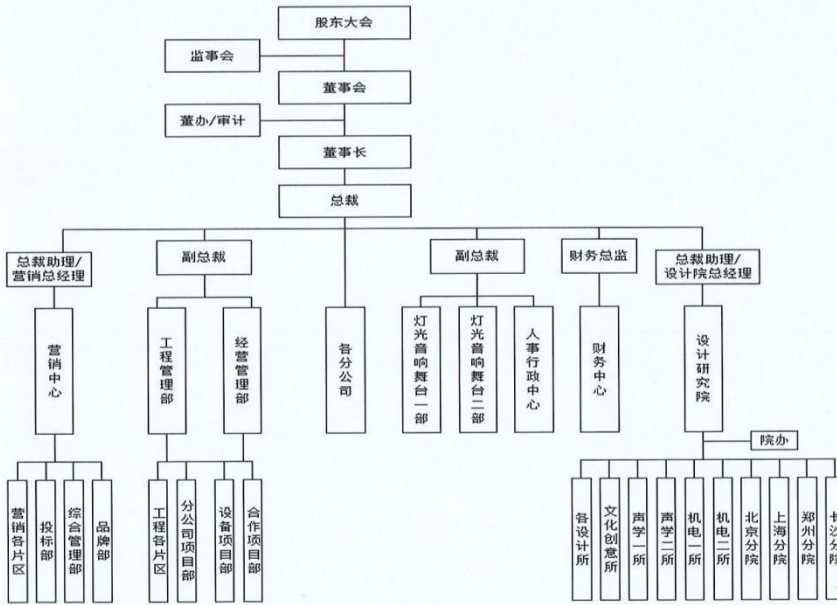 股东大会
监事会
董事会
董办/审计
董事长
总裁
总裁助理/
营销总经理
副总裁
副总裁
财务总监
总裁助理/
设计院总经理
营销中心
工程管理部
经营管理部
各分公司
灯光音响舞台一部
灯光音响舞台二部
人事行政中心
财务中心
设计研究院
院办
营销各片区
投标部
综合管理部
品牌部
工程各片区
分公司项目部
设备项目部
合作项目部
各设计所
文化创意所
声学一所
声学二所
机电一所
机电二所
北京分院
上海分院
郑州分院
长沙分院